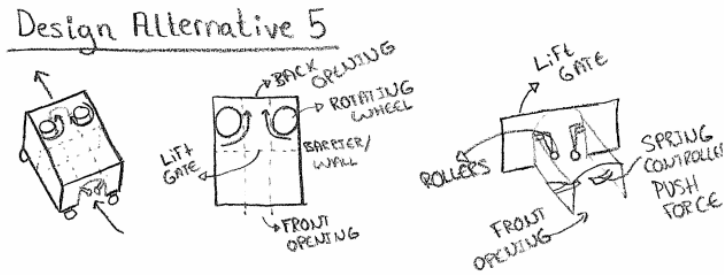 Design Alternative 5
BACK
OPENING
ROTATING
WHEEL
BARRIER/
WALL
LiFt
GATE
FRONT
OPENING
LiFt
GATE
ROLLERS
SPRING
CONTROLLED
PUSH
FORCE
FRONT
OPENING